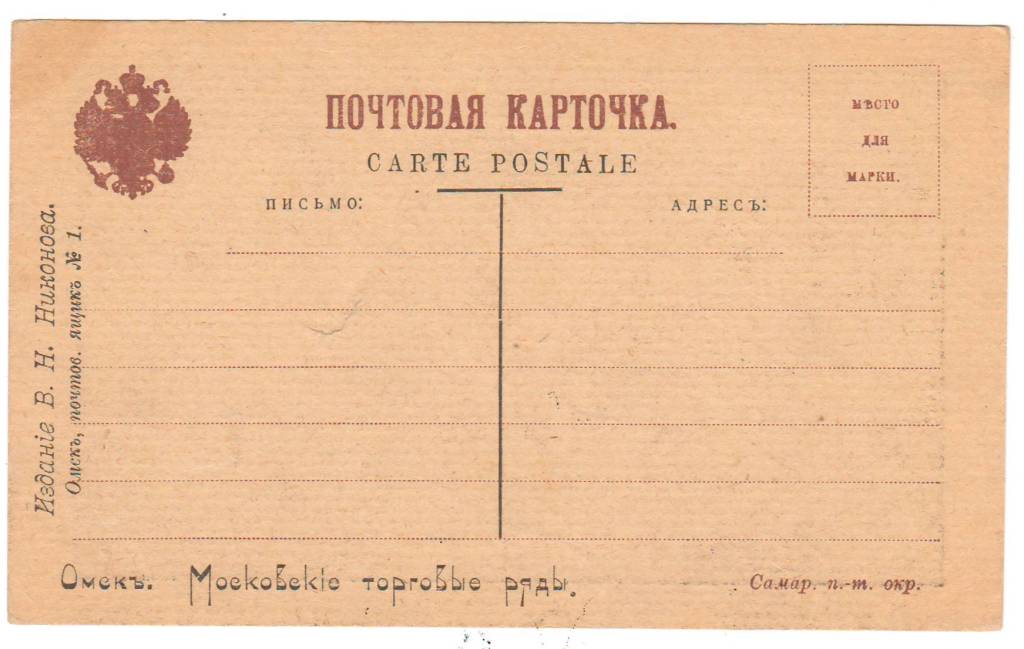 ПОЧТОВАЯ КАРТОЧКА.
CARTE POSTALE
МѢСТО
ДЛЯ
МАРКИ.
ПИСЬМО:
АДРЕСЪ:
Изданіе В. Н. Никонова.
Омскъ, почтов. ящикъ № 1.
Омскъ. Московскіе торговые ряды.
Самар. п.-т. окр.